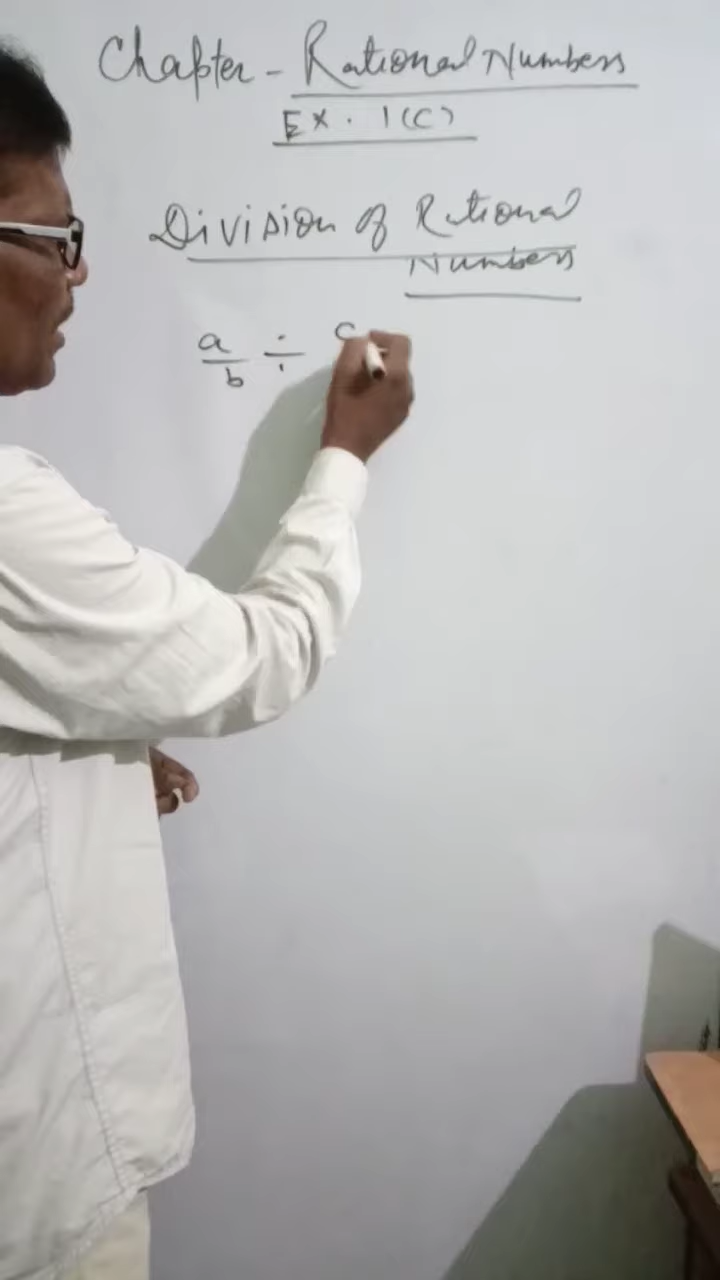 Chapter - Rational Numbers
Ex. 1(C)
Division of Rational
Numbers
a/b ÷ c